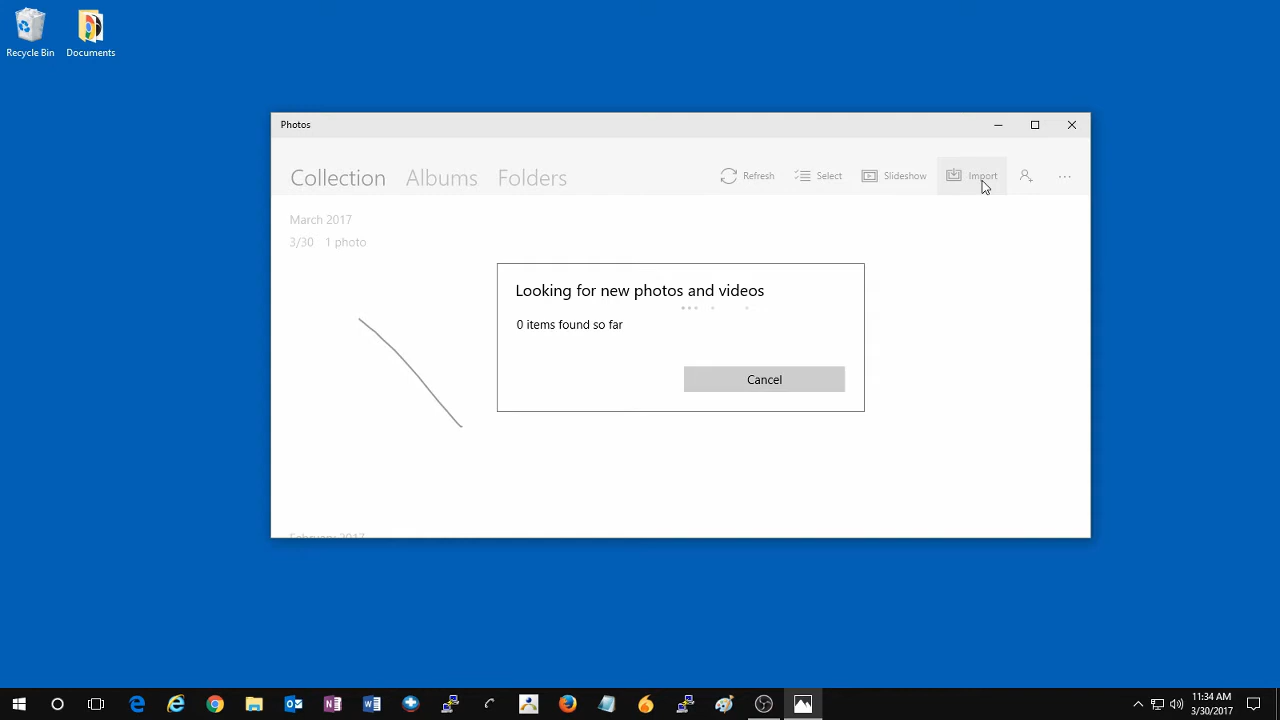 Recycle Bin
Documents
Photos
Collection
Albums
Folders
Refresh
Select
Slideshow
Import
March 2017
3/30 1 photo
Looking for new photos and videos
0 items found so far
Cancel
February 2017
11:34 AM
3/30/2017